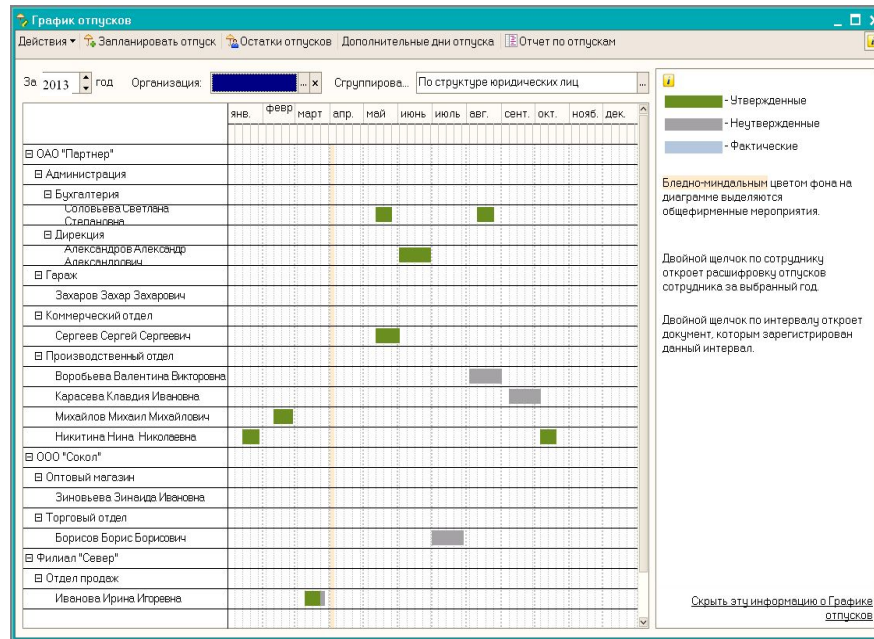 График отпусков
Действия Запланировать отпуск Остатки отпусков Дополнительные дни отпуска Отчет по отпускам
За 2013 год Организация: ... x Сгруппирова... По структуре юридических лиц ...
янв. февр март апр. май июнь июль авг. сент. окт. нояб. дек.
ОАО "Партнер"
Администрация
Бухгалтерия
Соловьева Светлана
Степановна
Дирекция
Александров Александр
Александрович
Гараж
Захаров Захар Захарович
Коммерческий отдел
Сергеев Сергей Сергеевич
Производственный отдел
Воробьева Валентина Викторовна
Карасева Клавдия Ивановна
Михайлов Михаил Михайлович
Никитина Нина Николаевна
ООО "Сокол"
Оптовый магазин
Зиновьева Зинаида Ивановна
Торговый отдел
Борисов Борис Борисович
Филиал "Север"
Отдел продаж
Иванова Ирина Игоревна
- Утвержденные
- Неутвержденные
- Фактические
Бледно-миндальным цветом фона на
диаграмме выделяются
общефирменные мероприятия.
Двойной щелчок по сотруднику
откроет расшифровку отпусков
сотрудника за выбранный год.
Двойной щелчок по интервалу откроет
документ, которым зарегистрирован
данный интервал.
Скрыть эту информацию о Графике
отпусков